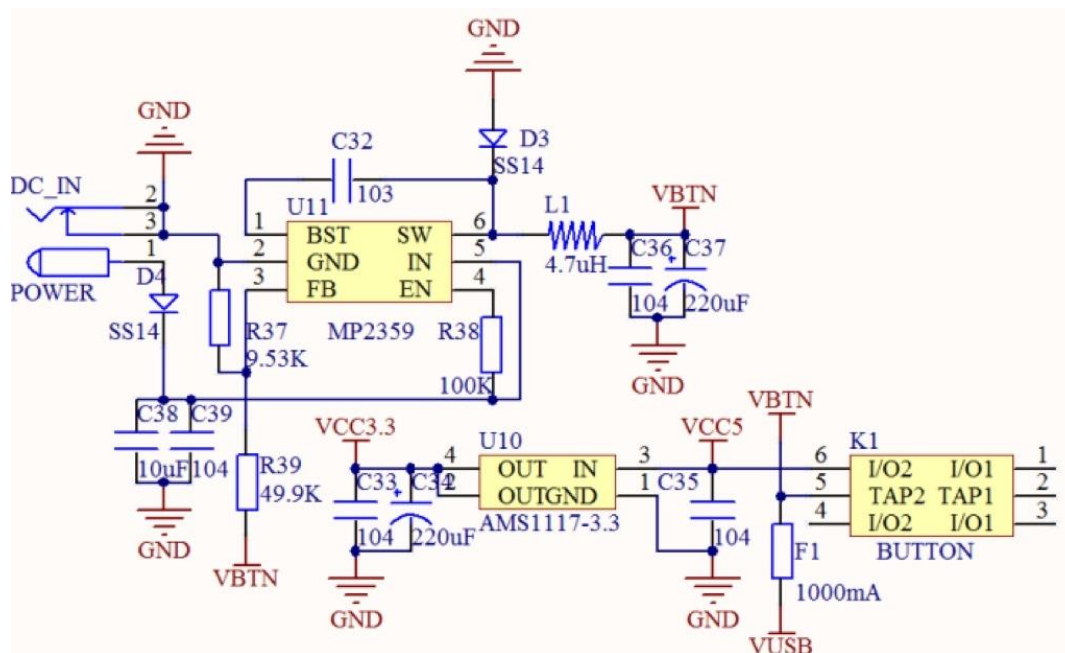 GND
GND
D3
SS14
C32
103
DC_IN
2
3
1
POWER
D4
SS14
U11
1 BST SW 6
2 GND IN 5
3 FB EN 4
MP2359
L1
4.7uH
VBTN
C36
104
C37
220uF
GND
R37
9.53K
R38
100K
C38
10uF
C39
104
GND
R39
49.9K
VBTN
VCC3.3
C33
104
C34
220uF
GND
U10
4 OUT IN 3
2 OUT GND 1
AMS1117-3.3
VCC5
C35
104
GND
VBTN
K1
6 I/O2 I/O1 1
5 TAP2 TAP1 2
4 I/O2 I/O1 3
BUTTON
F1
1000mA
VUSB